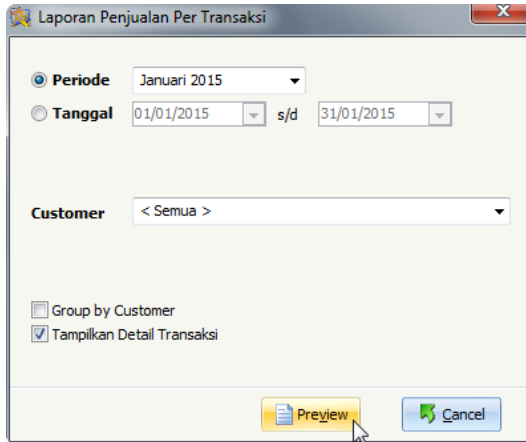 Laporan Penjualan Per Transaksi
Periode Januari 2015
Tanggal 01/01/2015 s/d 31/01/2015
Customer < Semua >
Group by Customer
Tampilkan Detail Transaksi
Preview Cancel